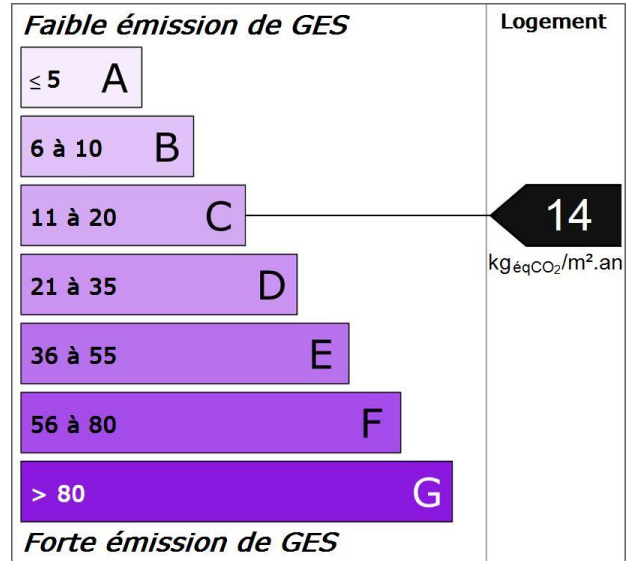 Faible émission de GES
Logement
≤ 5 A
6 à 10 B
11 à 20 C
14
kgéqCO₂/m².an
21 à 35 D
36 à 55 E
56 à 80 F
> 80 G
Forte émission de GES